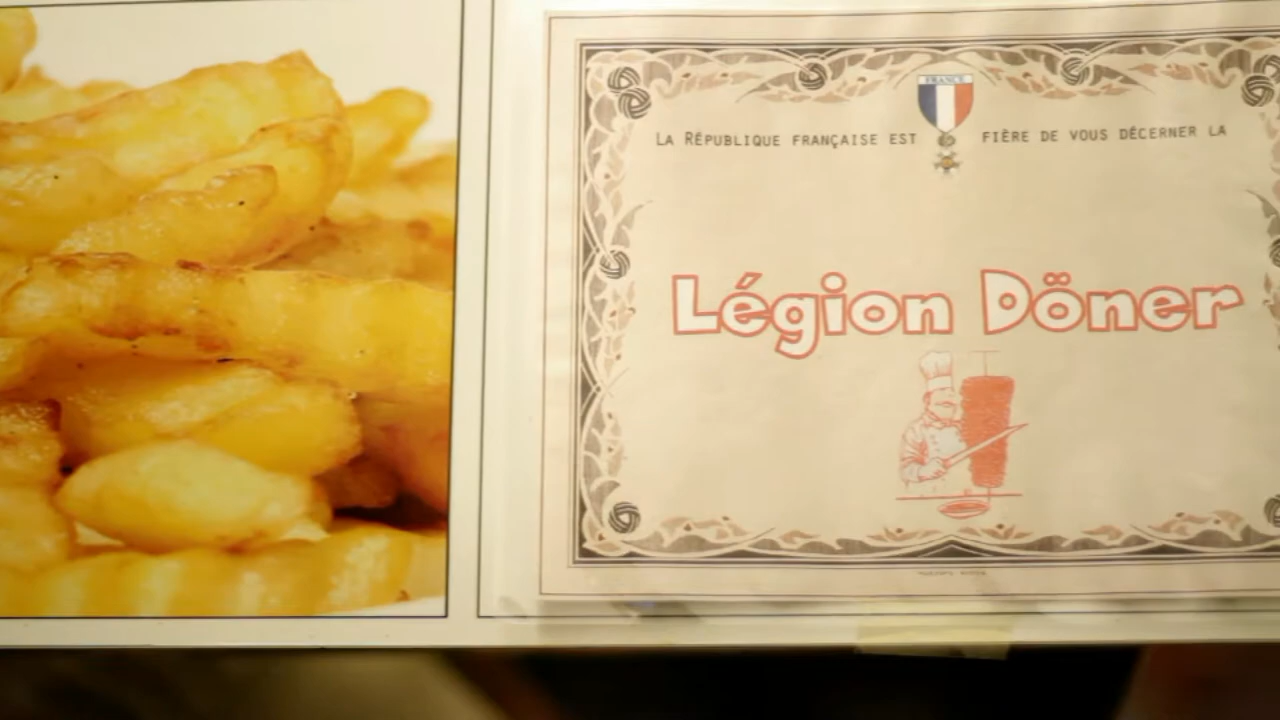 FRANCE
LA RÉPUBLIQUE FRANÇAISE EST FIÈRE DE VOUS DÉCERNER LA
Légion Döner